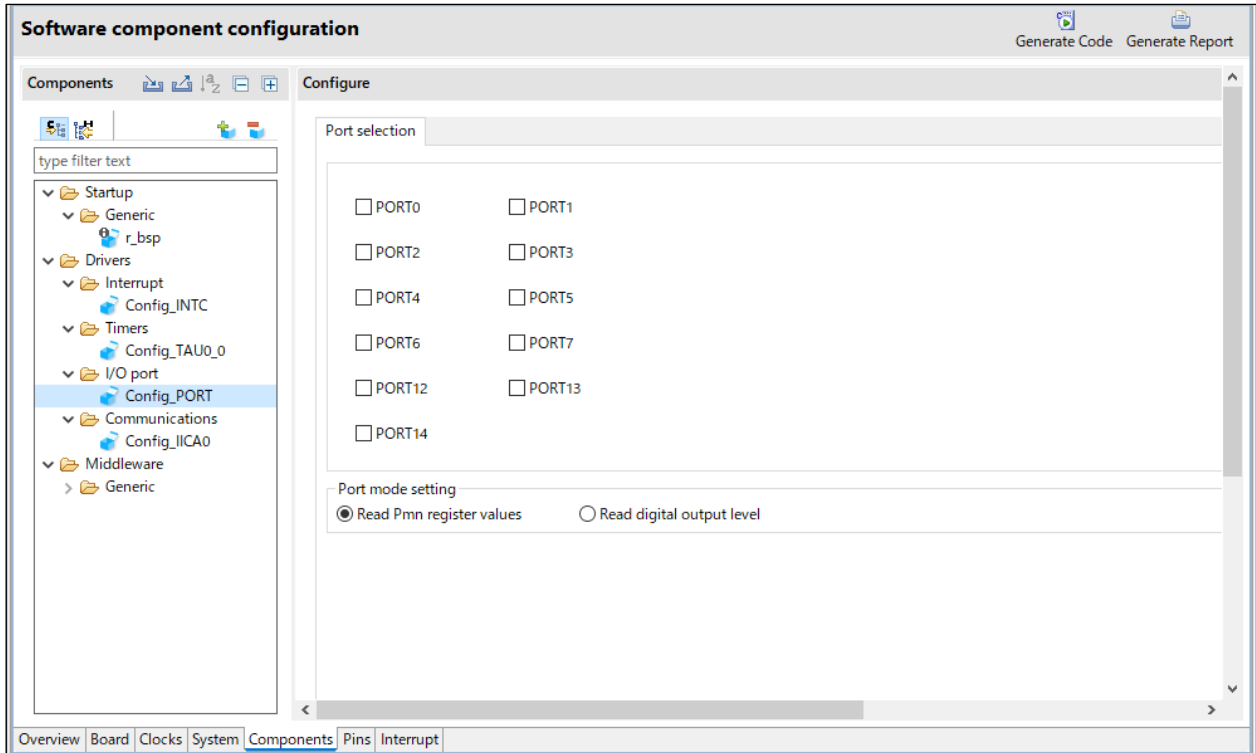 Software component configuration
Generate Code Generate Report
Components
Configure
type filter text
Startup
Generic
r_bsp
Drivers
Interrupt
Config_INTC
Timers
Config_TAU0_0
I/O port
Config_PORT
Communications
Config_IICA0
Middleware
Generic
Port selection
PORT0 PORT1
PORT2 PORT3
PORT4 PORT5
PORT6 PORT7
PORT12 PORT13
PORT14
Port mode setting
Read Pmn register values Read digital output level
Overview Board Clocks System Components Pins Interrupt